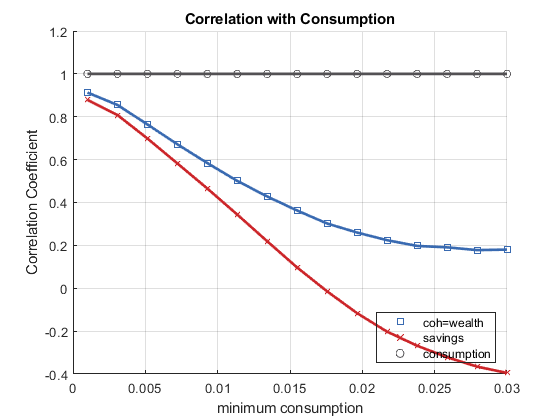 Correlation with Consumption
1.2
1
0.8
0.6
0.4
0.2
0
-0.2
-0.4
Correlation Coefficient
coh=wealth
savings
consumption
0 0.005 0.01 0.015 0.02 0.025 0.03
minimum consumption